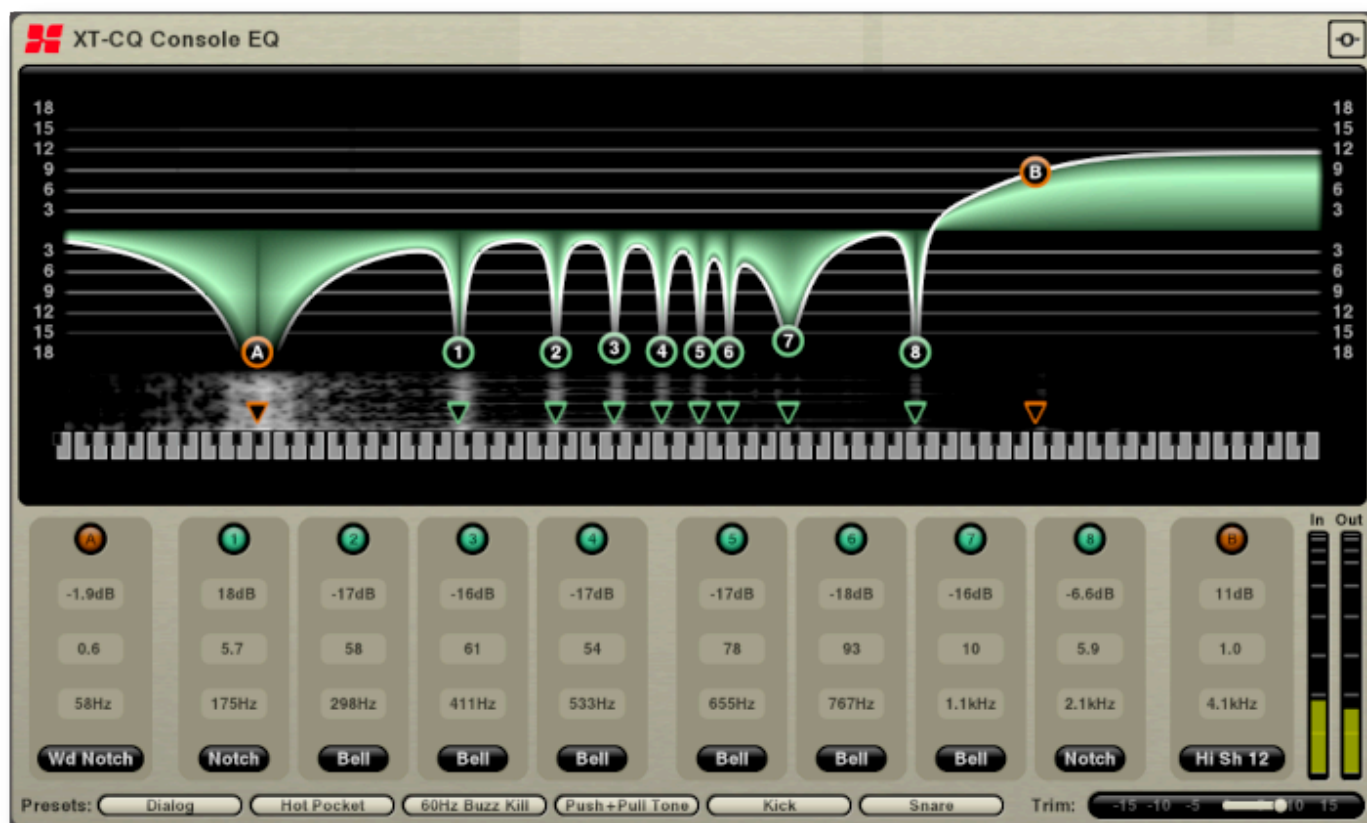 XT-CQ Console EQ
-O-
18 18
15 15
12 12
9 B 9
6 6
3 3
3 3
6 6
9 9
12 12
15 15
18 A 1 2 3 4 5 6 7 8 18
In Out
A 1 2 3 4 5 6 7 8 B
-1.9dB 18dB -17dB -16dB -17dB -17dB -18dB -16dB -6.6dB 11dB
0.6 5.7 58 61 54 78 93 10 5.9 1.0
58Hz 175Hz 298Hz 411Hz 533Hz 655Hz 767Hz 1.1kHz 2.1kHz 4.1kHz
Wd Notch Notch Bell Bell Bell Bell Bell Bell Notch Hi Sh 12
Presets: Dialog Hot Pocket 60Hz Buzz Kill Push+Pull Tone Kick Snare Trim: -15 -10 -5 10 15